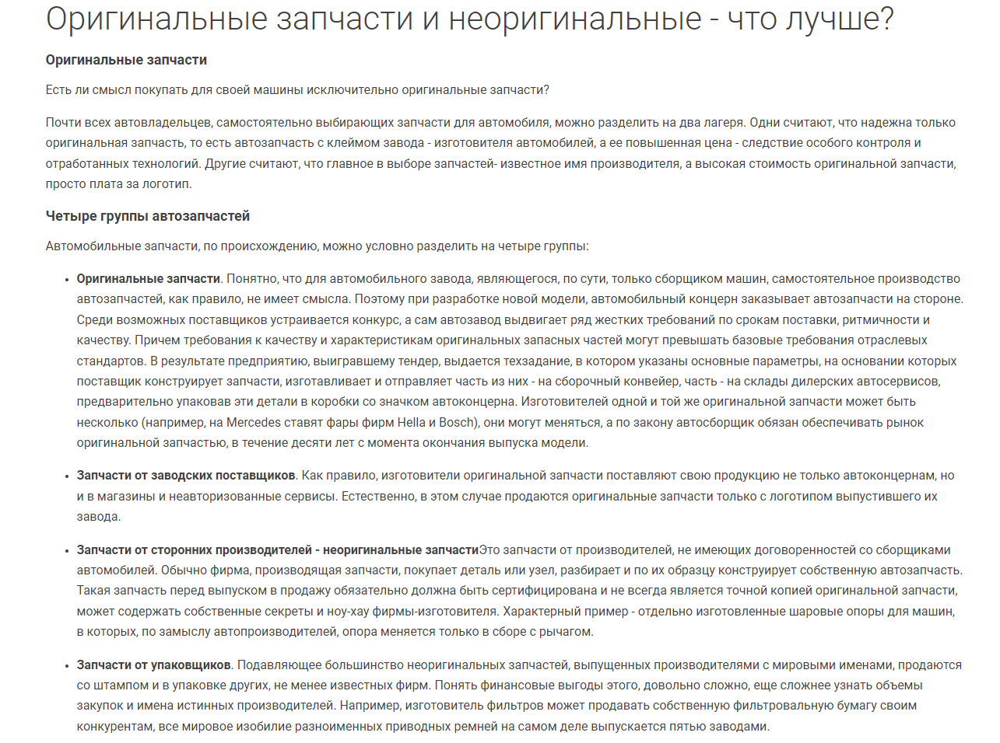 Оригинальные запчасти и неоригинальные - что лучше?
Оригинальные запчасти
Есть ли смысл покупать для своей машины исключительно оригинальные запчасти?
Почти всех автовладельцев, самостоятельно выбирающих запчасти для автомобиля, можно разделить на два лагеря. Одни считают, что надежна только
оригинальная запчасть, то есть автозапчасть с клеймом завода - изготовителя автомобилей, а ее повышенная цена - следствие особого контроля и
отработанных технологий. Другие считают, что главное в выборе запчастей- известное имя производителя, а высокая стоимость оригинальной запчасти,
просто плата за логотип.
Четыре группы автозапчастей
Автомобильные запчасти, по происхождению, можно условно разделить на четыре группы:
• Оригинальные запчасти. Понятно, что для автомобильного завода, являющегося, по сути, только сборщиком машин, самостоятельное производство
автозапчастей, как правило, не имеет смысла. Поэтому при разработке новой модели, автомобильный концерн заказывает автозапчасти на стороне.
Среди возможных поставщиков устраивается конкурс, а сам автозавод выдвигает ряд жестких требований по срокам поставки, ритмичности и
качеству. Причем требования к качеству и характеристикам оригинальных запасных частей могут превышать базовые требования отраслевых
стандартов. В результате предприятию, выигравшему тендер, выдается техзадание, в котором указаны основные параметры, на основании которых
поставщик конструирует запчасти, изготавливает и отправляет часть из них - на сборочный конвейер, часть - на склады дилерских автосервисов,
предварительно упаковав эти детали в коробки со значком автоконцерна. Изготовителей одной и той же оригинальной запчасти может быть
несколько (например, на Mercedes ставят фары фирм Hella и Bosch), они могут меняться, а по закону автосборщик обязан обеспечивать рынок
оригинальной запчастью, в течение десяти лет с момента окончания выпуска модели.
• Запчасти от заводских поставщиков. Как правило, изготовители оригинальной запчасти поставляют свою продукцию не только автоконцернам, но
и в магазины и неавторизованные сервисы. Естественно, в этом случае продаются оригинальные запчасти только с логотипом выпустившего их
завода.
• Запчасти от сторонних производителей - неоригинальные запчастиЭто запчасти от производителей, не имеющих договоренностей со сборщиками
автомобилей. Обычно фирма, производящая запчасти, покупает деталь или узел, разбирает и по их образцу конструирует собственную автозапчасть.
Такая запчасть перед выпуском в продажу обязательно должна быть сертифицирована и не всегда является точной копией оригинальной запчасти,
может содержать собственные секреты и ноу-хау фирмы-изготовителя. Характерный пример - отдельно изготовленные шаровые опоры для машин,
в которых, по замыслу автопроизводителей, опора меняется только в сборе с рычагом.
• Запчасти от упаковщиков. Подавляющее большинство неоригинальных запчастей, выпущенных производителями с мировыми именами, продаются
со штампом и в упаковке других, не менее известных фирм. Понять финансовые выгоды этого, довольно сложно, еще сложнее узнать объемы
закупок и имена истинных производителей. Например, изготовитель фильтров может продавать собственную фильтровальную бумагу своим
конкурентам, все мировое изобилие разноименных приводных ремней на самом деле выпускается пятью заводами.